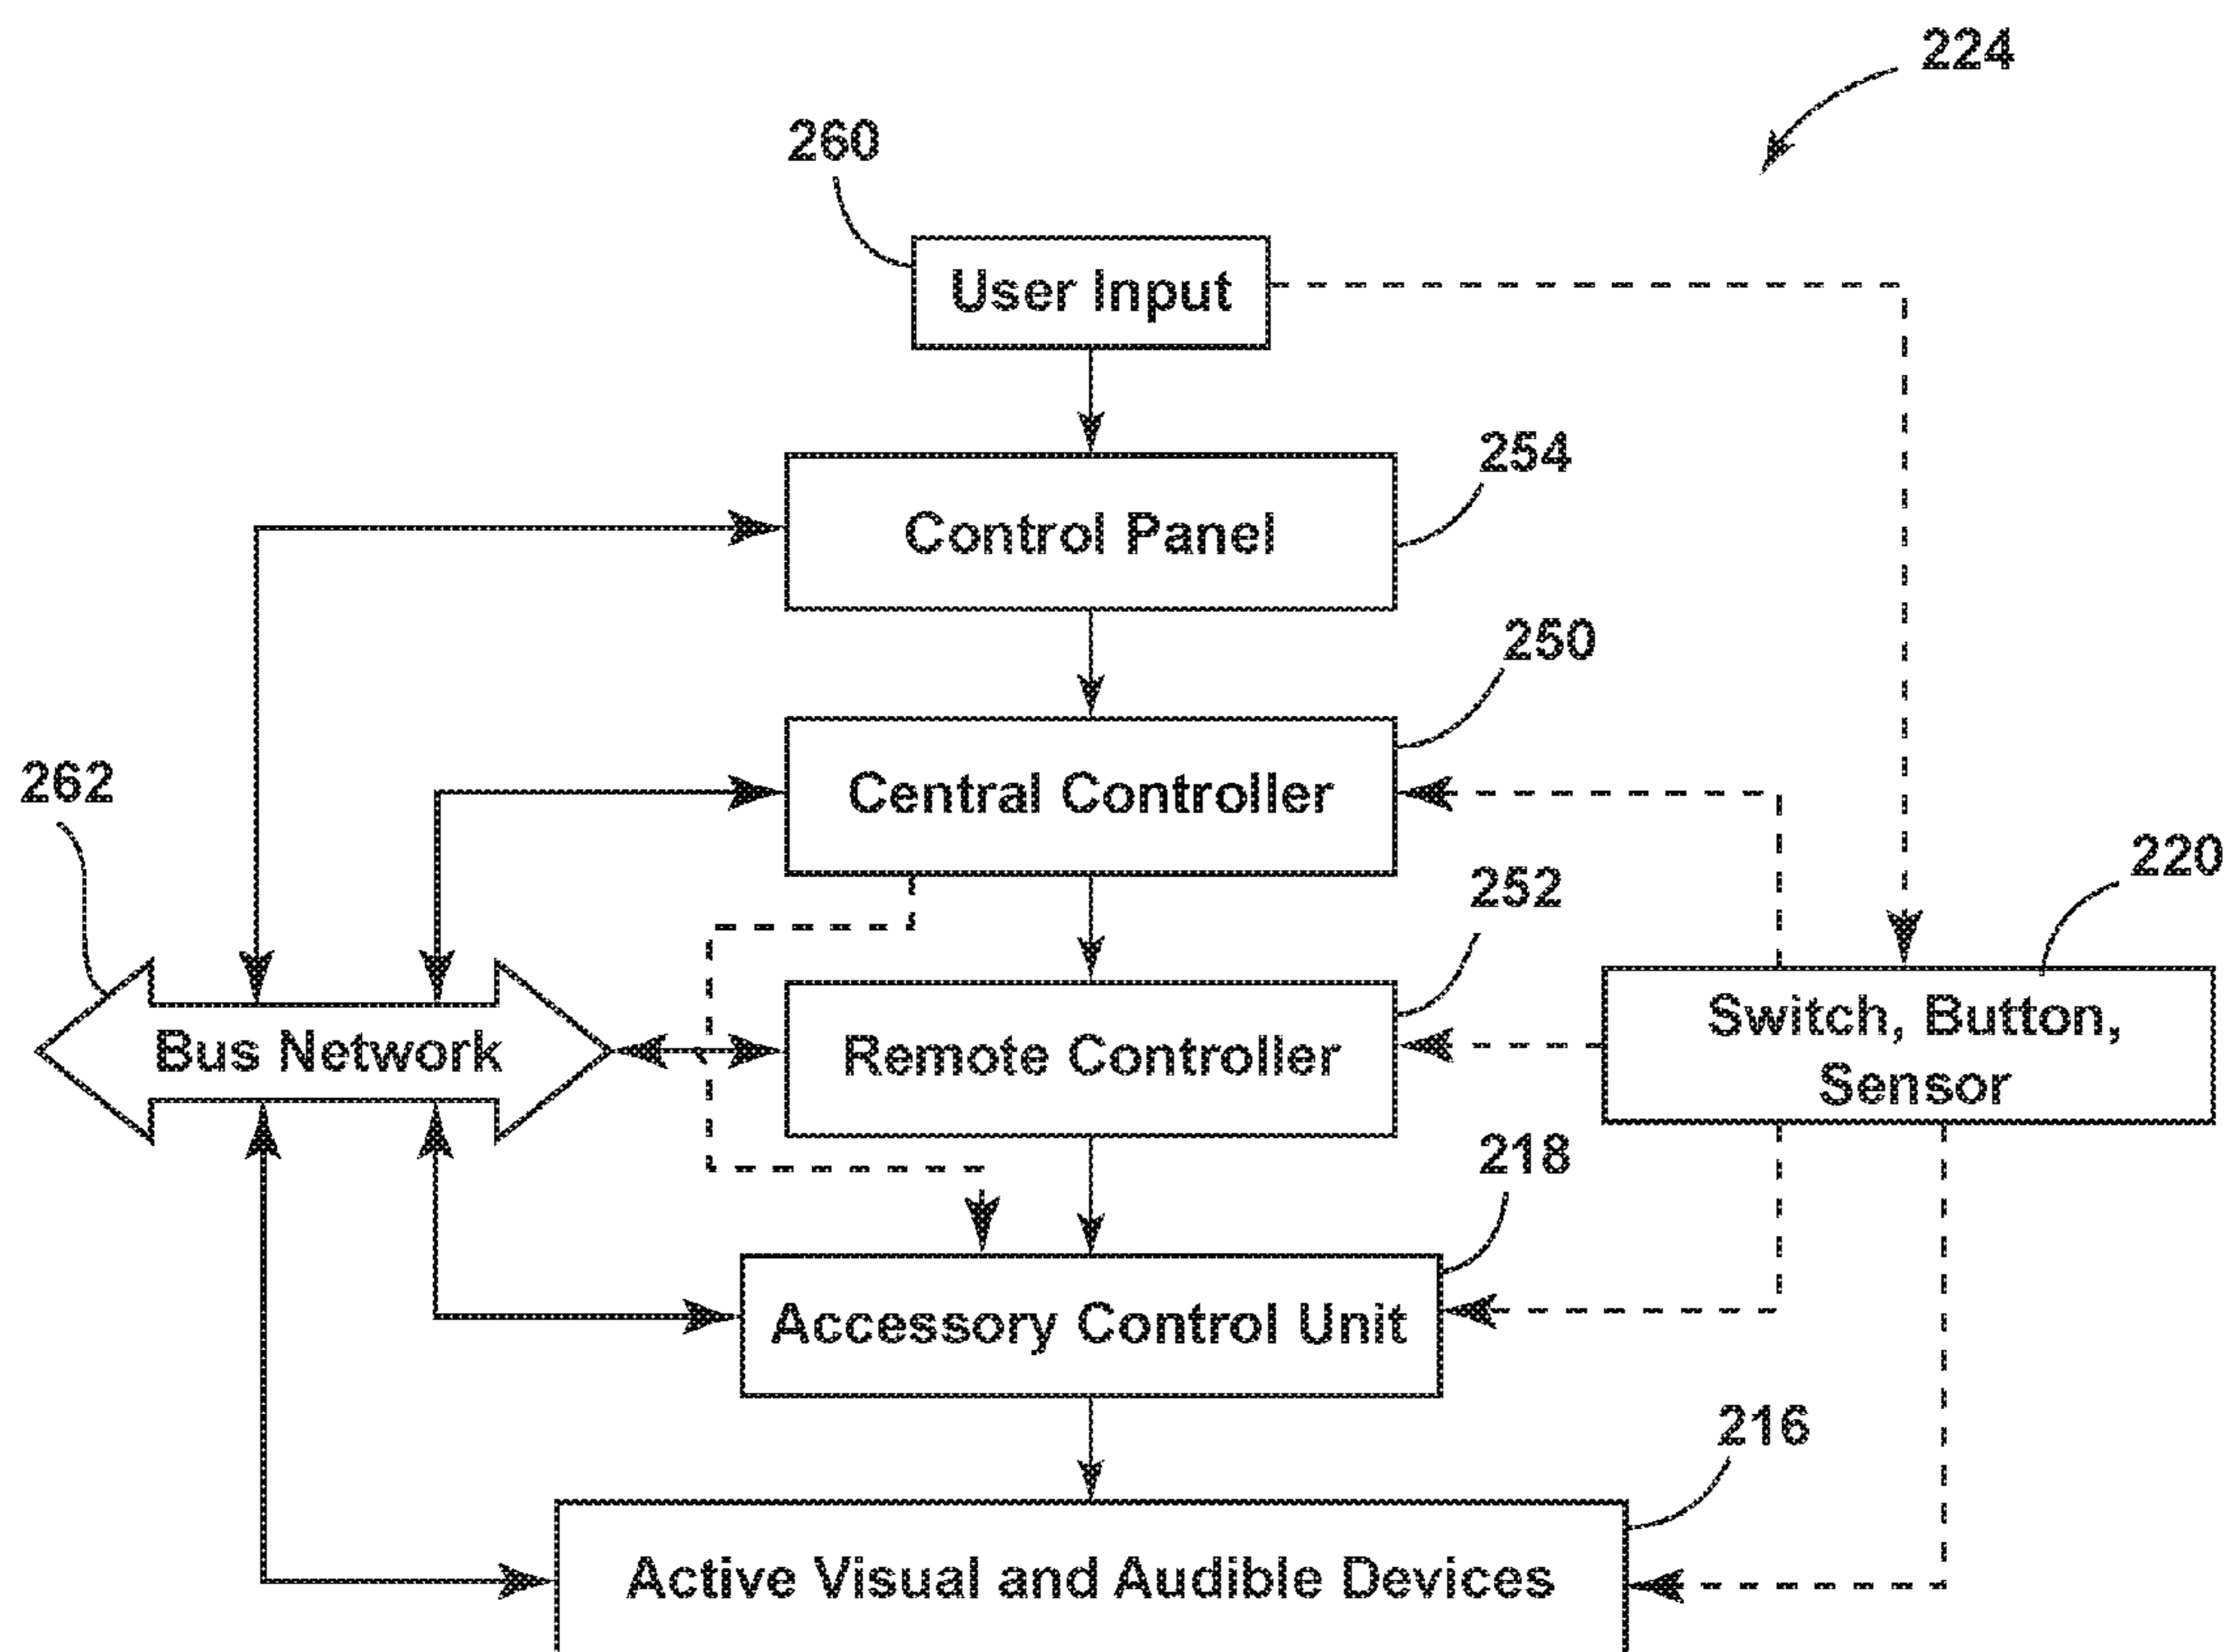 224
260
User Input
254
Control Panel
250
262
Central Controller
220
252
Switch, Button,
Sensor
Bus Network
Remote Controller
218
Accessory Control Unit
216
Active Visual and Audible Devices